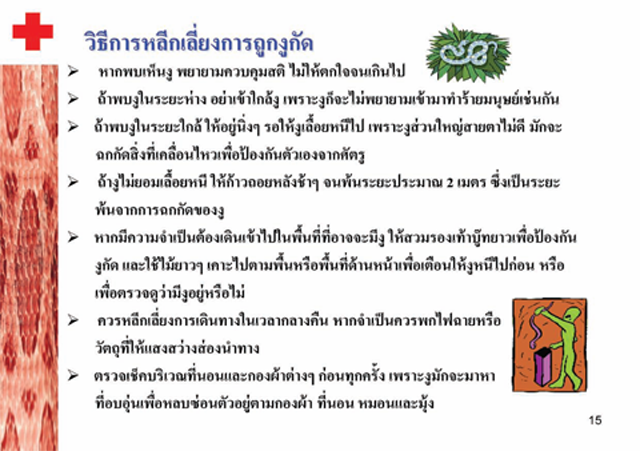 วิธีการหลีกเลี่ยงการถูกงูกัด
➢ หากพบเห็นงู พยายามควบคุมสติ ไม่ให้ตกใจจนเกินไป
➢ ถ้าพบงูในระยะห่าง อย่าเข้าใกล้งู เพราะงูก็จะไม่พยายามเข้ามาทำร้ายมนุษย์เช่นกัน
➢ ถ้าพบงูในระยะใกล้ ให้อยู่นิ่งๆ รอให้งูเลื้อยหนีไป เพราะงูส่วนใหญ่สายตาไม่ดี มักจะ
ฉกกัดสิ่งที่เคลื่อนไหวเพื่อป้องกันตัวเองจากศัตรู
➢ ถ้างูไม่ยอมเลื้อยหนี ให้ก้าวถอยหลังช้าๆ จนพ้นระยะประมาณ 2 เมตร ซึ่งเป็นระยะ
พ้นจากการฉกกัดของงู
➢ หากมีความจำเป็นต้องเดินเข้าไปในพื้นที่ที่อาจจะมีงู ให้สวมรองเท้าบู๊ทยาวเพื่อป้องกัน
งูกัด และใช้ไม้ยาวๆ เคาะไปตามพื้นหรือพื้นที่ด้านหน้าเพื่อเตือนให้งูหนีไปก่อน หรือ
เพื่อตรวจดูว่ามีงูอยู่หรือไม่
➢ ควรหลีกเลี่ยงการเดินทางในเวลากลางคืน หากจำเป็นควรพกไฟฉายหรือ
วัตถุที่ให้แสงสว่างส่องนำทาง
➢ ตรวจเช็คบริเวณที่นอนและกองผ้าต่างๆ ก่อนทุกครั้ง เพราะงูมักจะมาหา
ที่อบอุ่นเพื่อหลบซ่อนตัวอยู่ตามกองผ้า ที่นอน หมอนและมุ้ง
15